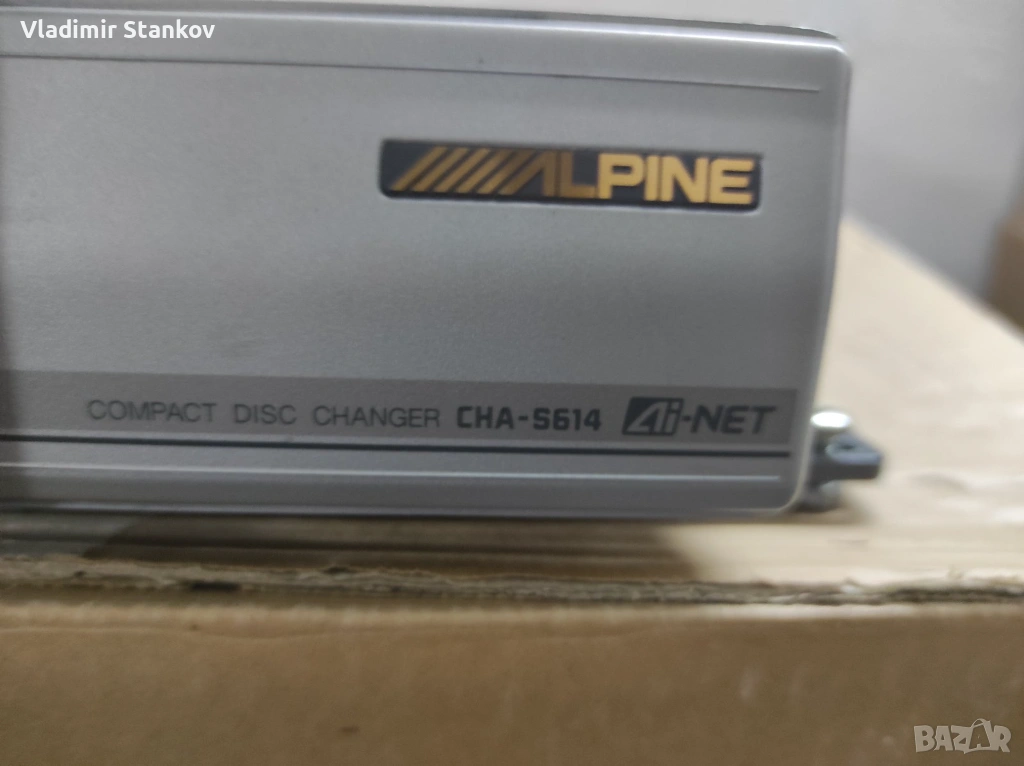 Vladimir Stankov
ALPINE
COMPACT DISC CHANGER CHA-S614 Ai-NET
BAZAR